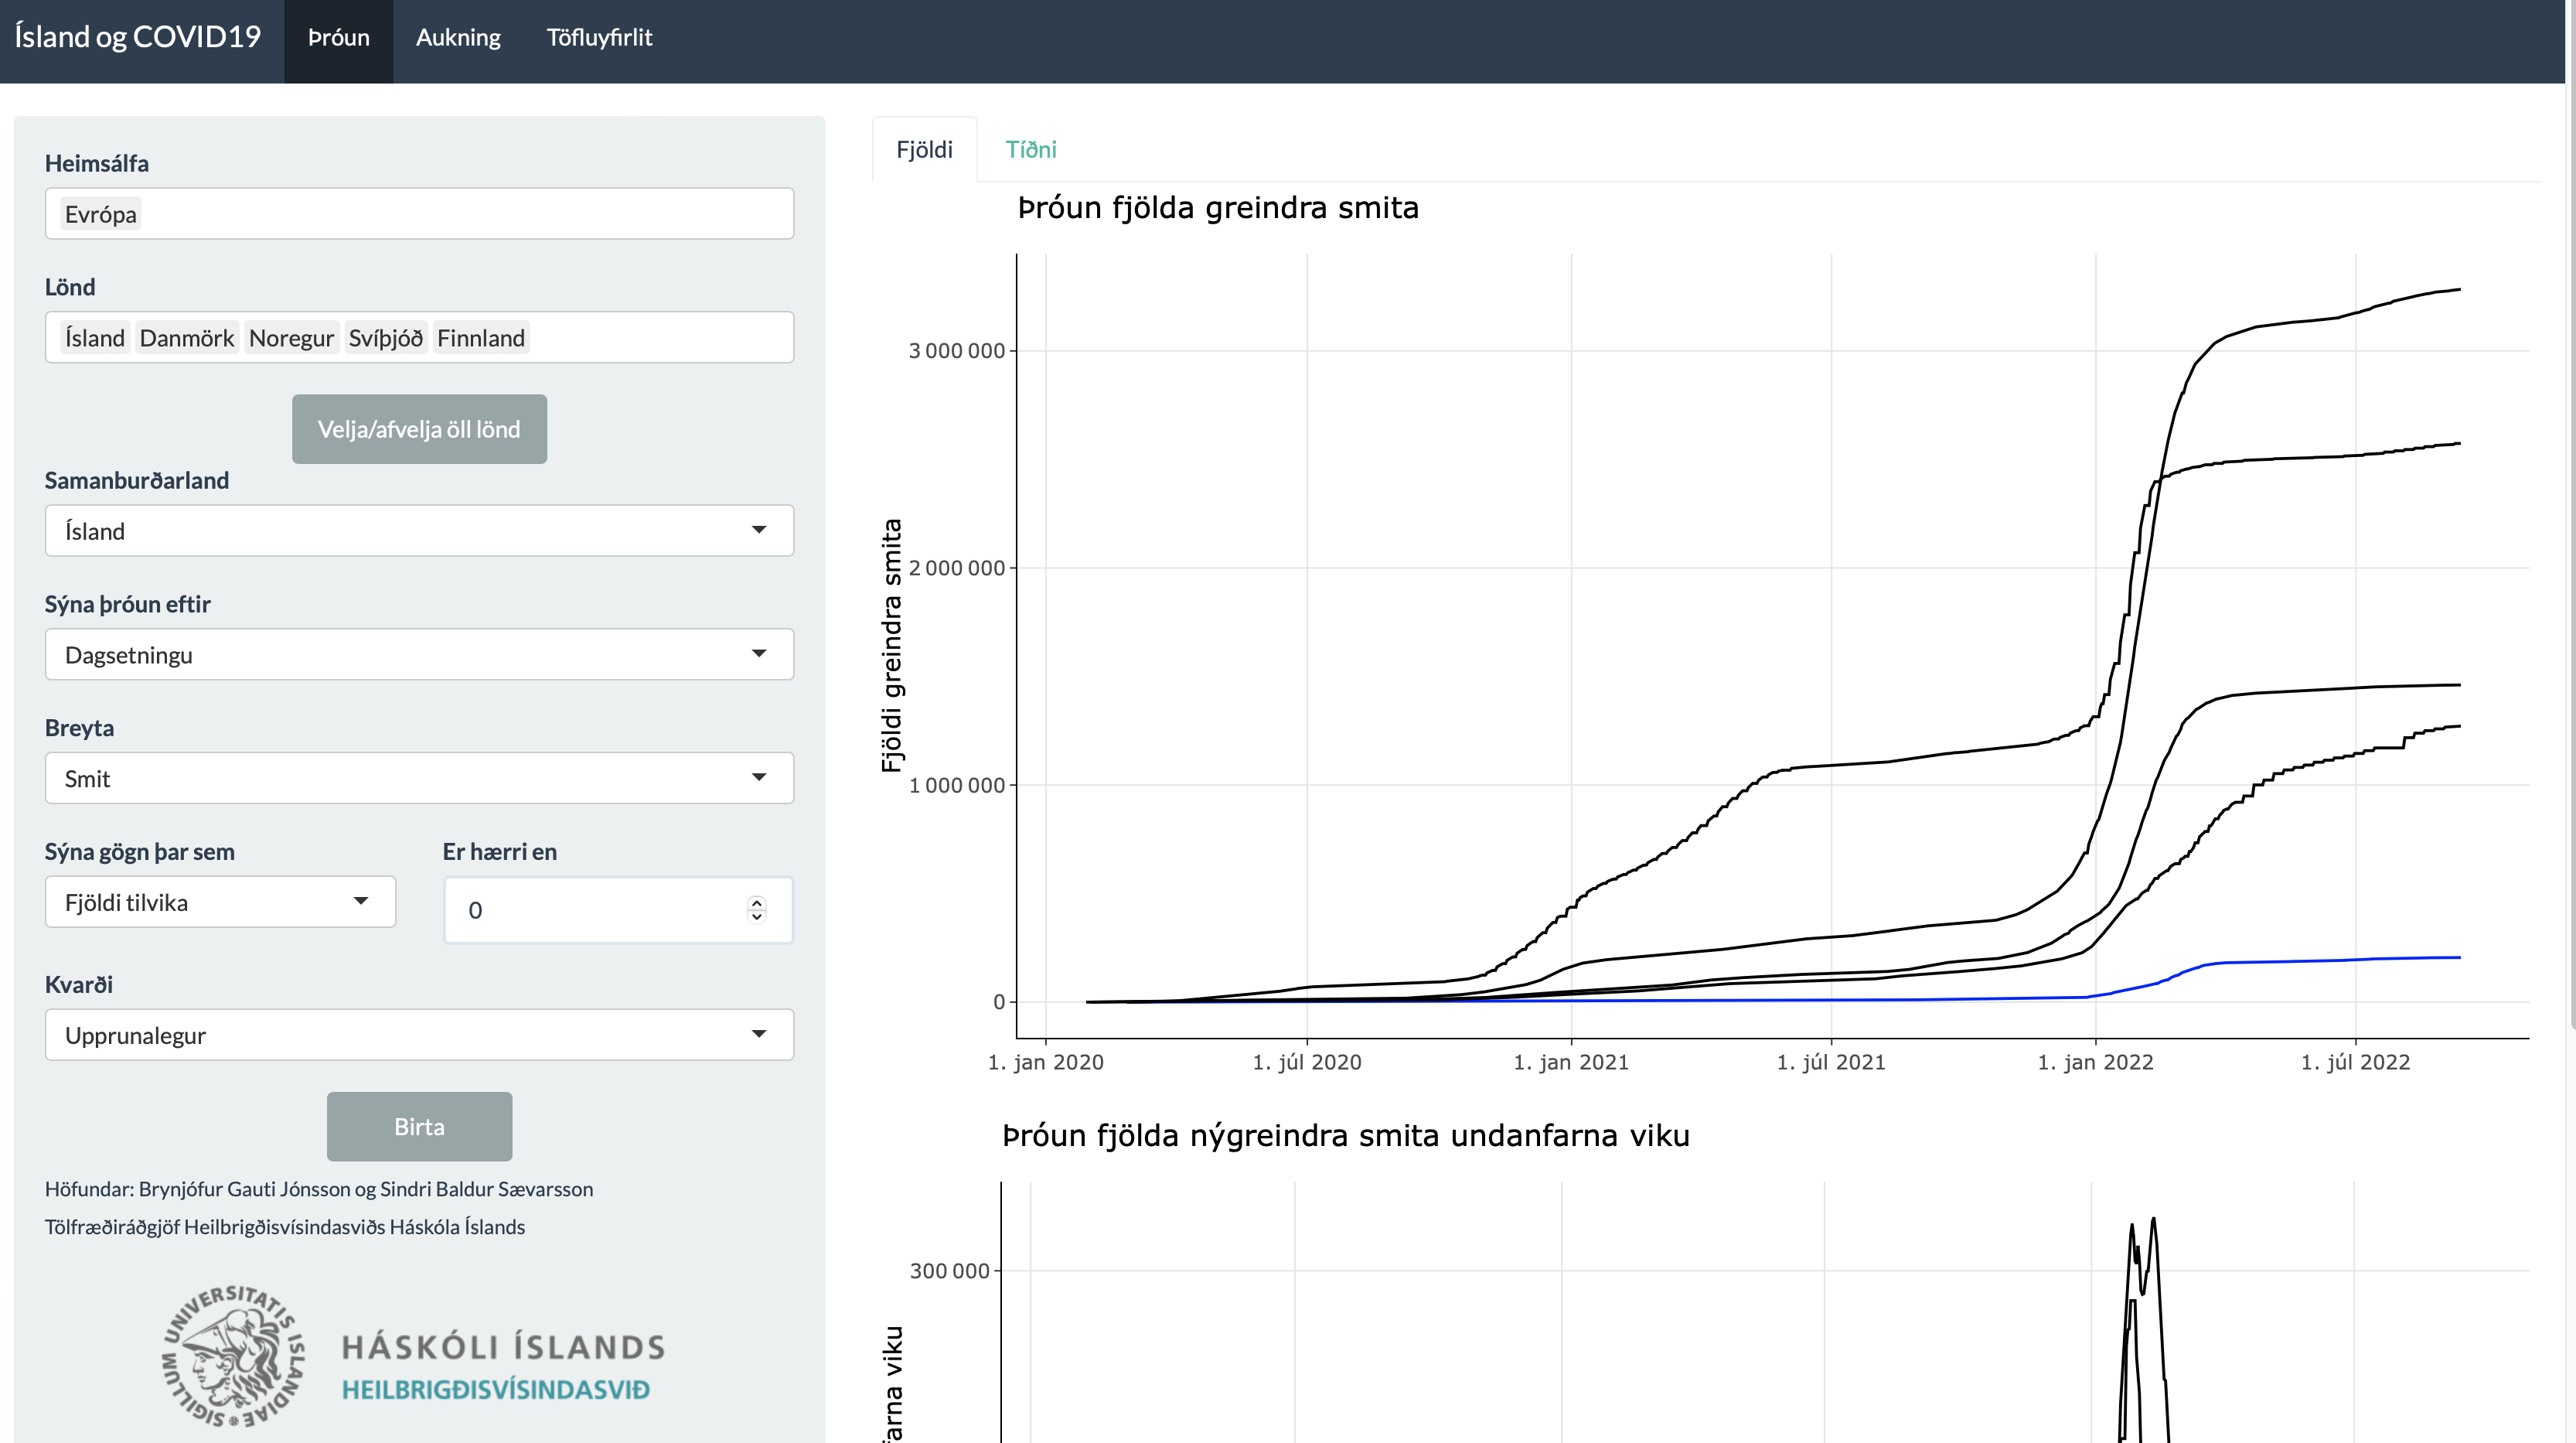 Ísland og COVID19 Þróun Aukning Töfluyfirlit
Heimsálfa
Evrópa
Lönd
Ísland Danmörk Noregur Svíþjóð Finnland
Velja/afvelja öll lönd
Samanburðarland
Ísland
Sýna þróun eftir
Dagsetningu
Breyta
Smit
Sýna gögn þar sem Er hærri en
Fjöldi tilvika 0
Kvarði
Upprunalegur
Birta
Höfundar: Brynjófur Gauti Jónsson og Sindri Baldur Sævarsson
Tölfræðiráðgjöf Heilbrigðisvísindasviðs Háskóla Íslands
SIGILLUM UNIVERSITATIS ISLANDIAE
HÁSKÓLI ÍSLANDS
HEILBRIGÐISVÍSINDASVIÐ
Fjöldi Tíðni
Þróun fjölda greindra smita
Fjöldi greindra smita
3 000 000
2 000 000
1 000 000
0
1. jan 2020 1. júl 2020 1. jan 2021 1. júl 2021 1. jan 2022 1. júl 2022
Þróun fjölda nýgreindra smita undanfarna viku
300 000
viku